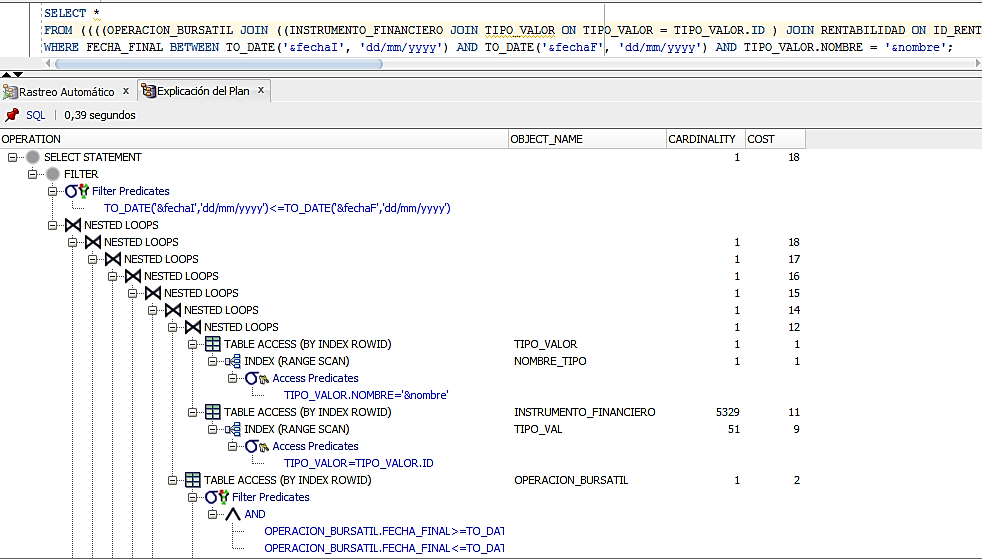 SELECT *
FROM ((((OPERACION_BURSATIL JOIN ((INSTRUMENTO_FINANCIERO JOIN TIPO_VALOR ON TIPO_VALOR = TIPO_VALOR.ID ) JOIN RENTABILIDAD ON ID_RENT
WHERE FECHA_FINAL BETWEEN TO_DATE('&fechaI', 'dd/mm/yyyy') AND TO_DATE('&fechaF', 'dd/mm/yyyy') AND TIPO_VALOR.NOMBRE = '&nombre';
Rastreo Automático x Explicación del Plan x
SQL | 0,39 segundos
OPERATION OBJECT_NAME CARDINALITY COST
SELECT STATEMENT 1 18
FILTER
Filter Predicates
TO_DATE('&fechaI','dd/mm/yyyy')<=TO_DATE('&fechaF','dd/mm/yyyy')
NESTED LOOPS
NESTED LOOPS 1 18
NESTED LOOPS 1 17
NESTED LOOPS 1 16
NESTED LOOPS 1 15
NESTED LOOPS 1 14
NESTED LOOPS 1 12
TABLE ACCESS (BY INDEX ROWID) TIPO_VALOR 1 1
INDEX (RANGE SCAN) NOMBRE_TIPO 1 1
Access Predicates
TIPO_VALOR.NOMBRE='&nombre'
TABLE ACCESS (BY INDEX ROWID) INSTRUMENTO_FINANCIERO 5329 11
INDEX (RANGE SCAN) TIPO_VAL 51 9
Access Predicates
TIPO_VALOR=TIPO_VALOR.ID
TABLE ACCESS (BY INDEX ROWID) OPERACION_BURSATIL 1 2
Filter Predicates
AND
OPERACION_BURSATIL.FECHA_FINAL>=TO_DAT
OPERACION_BURSATIL.FECHA_FINAL<=TO_DAT